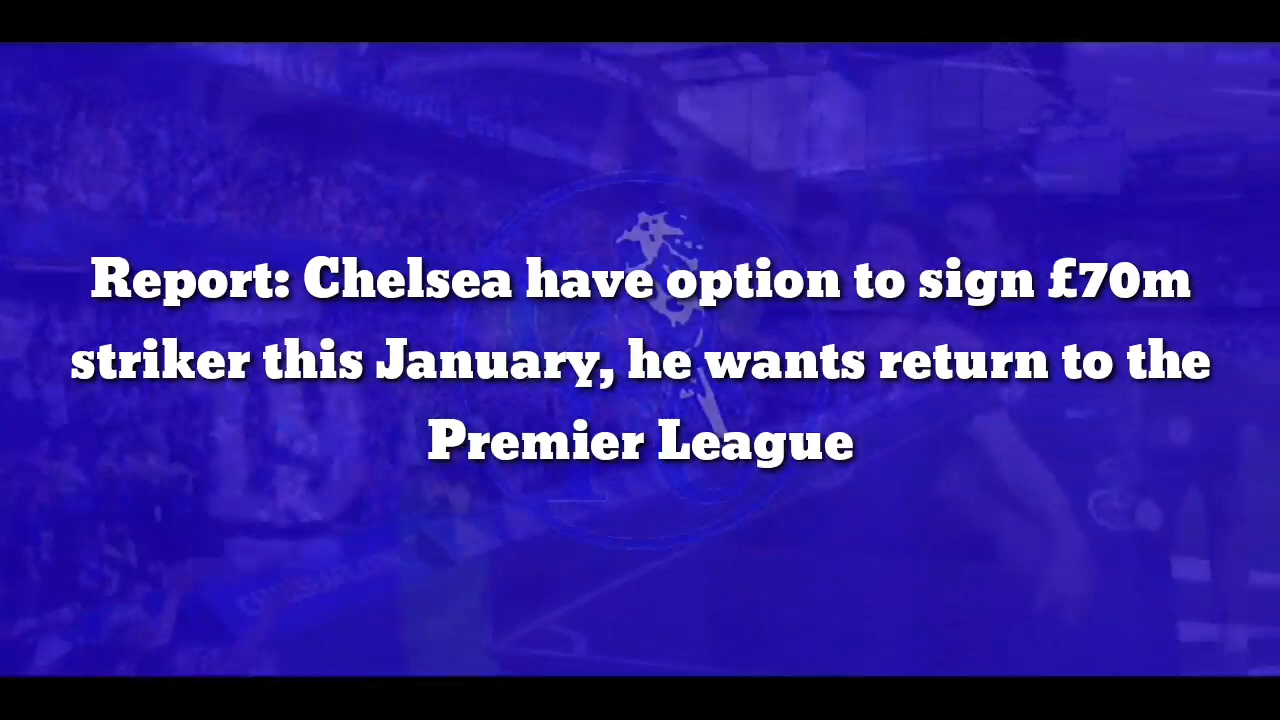 Report: Chelsea have option to sign £70m
striker this January, he wants return to the
Premier League